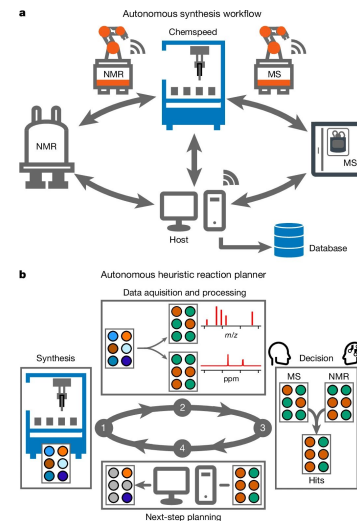 a
Autonomous synthesis workflow
Chemspeed
NMR
MS
NMR
MS
Host
Database
b
Autonomous heuristic reaction planner
Data aquisition and processing
m/z
ppm
Synthesis
Decision
MS NMR
Hits
1
2
3
4
Next-step planning